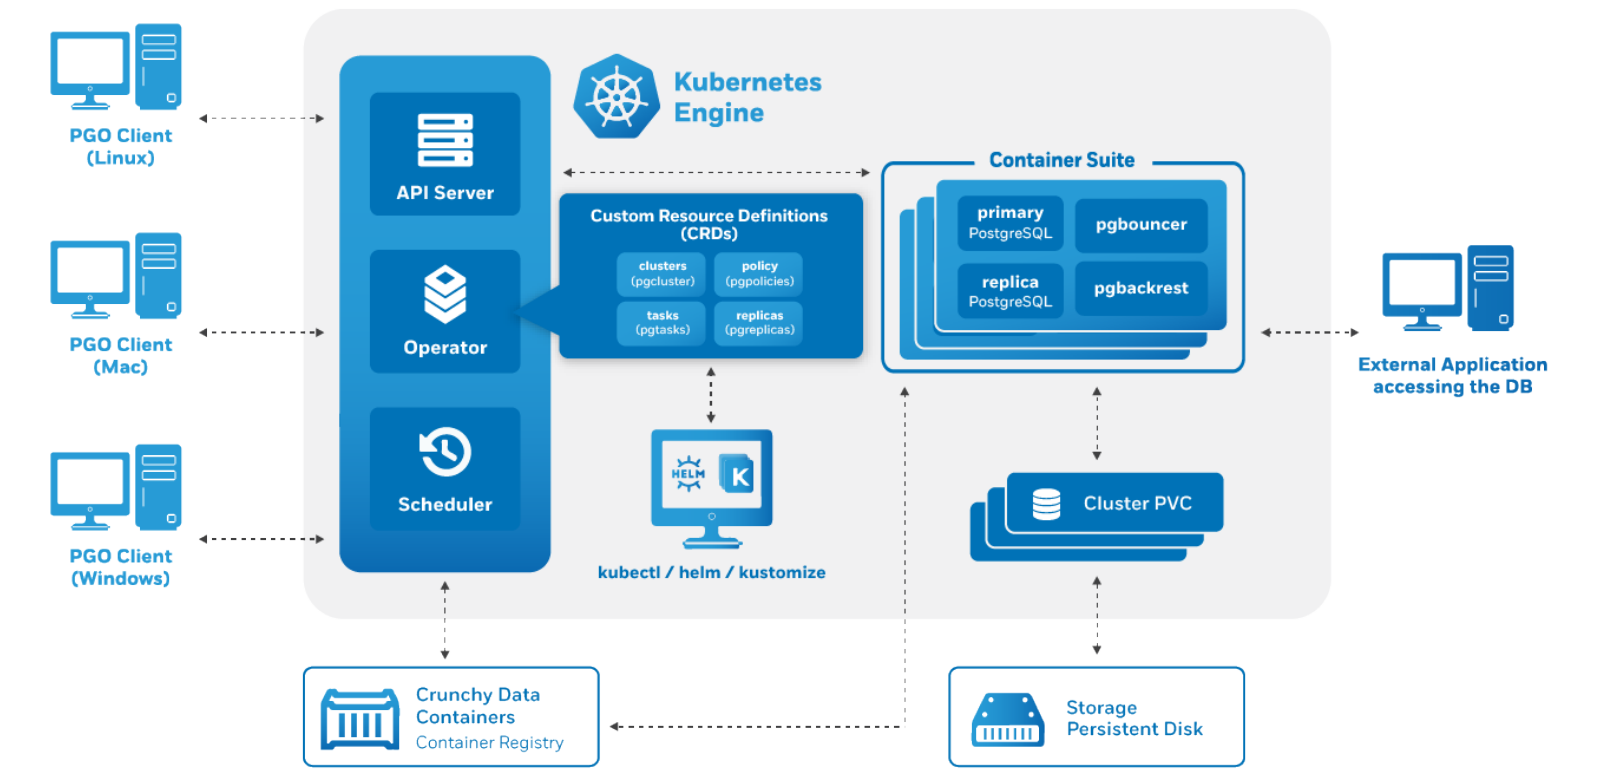 PGO Client
(Linux)
PGO Client
(Mac)
PGO Client
(Windows)
API Server
Operator
Scheduler
Kubernetes
Engine
Custom Resource Definitions
(CRDs)
clusters
(pgcluster)
policy
(pgpolicies)
tasks
(pgtasks)
replicas
(pgreplicas)
HELM
K
kubectl / helm / kustomize
Container Suite
primary
PostgreSQL
pgbouncer
replica
PostgreSQL
pgbackrest
Cluster PVC
External Application
accessing the DB
Crunchy Data
Containers
Container Registry
Storage
Persistent Disk